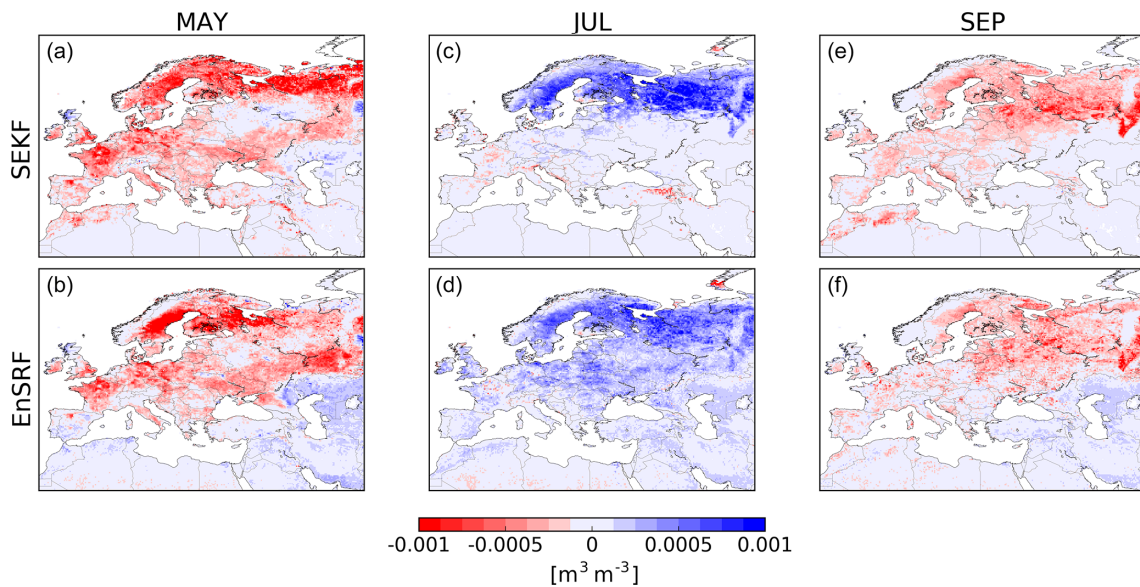 MAY JUL SEP
SEKF
(a) (c) (e)
EnSRF
(b) (d) (f)
-0.001 -0.0005 0 0.0005 0.001
[m³ m⁻³]